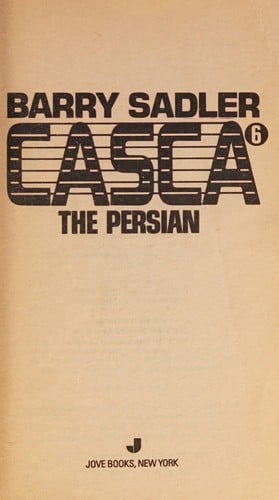 BARRY SADLER
CASCA 6
THE PERSIAN
J
JOVE BOOKS, NEW YORK